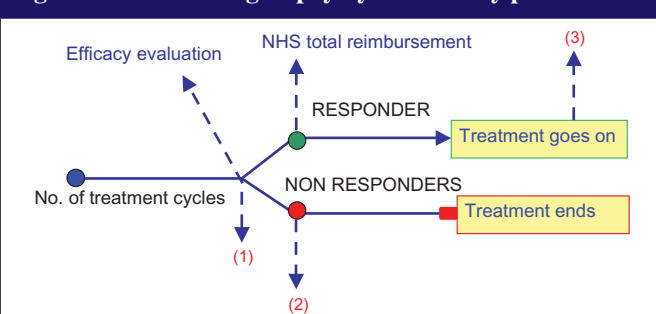 (3)
NHS total reimbursement
Efficacy evaluation
RESPONDER
Treatment goes on
NON RESPONDERS
No. of treatment cycles
Treatment ends
(1)
(2)